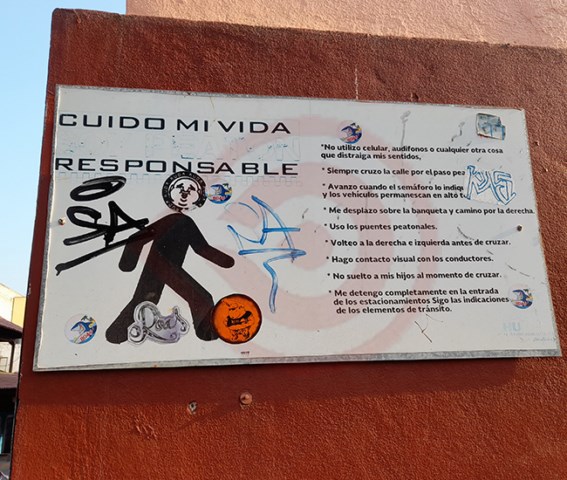 CUIDO MI VIDA
RESPONSABLE
*No utilizo celular, audífonos o cualquier otra cosa
que distraiga mis sentidos.
* Siempre cruzo la calle por el paso
* Avanzo cuando el semáforo lo
y los vehículos permanescan en alto
* Me desplazo sobre la banqueta y camino por la derecha.
* Uso los puentes peatonales.
* Volteo a la derecha e izquierda antes de cruzar.
* Hago contacto visual con los conductores.
* No suelto a mis hijos al momento de cruzar.
* Me detengo completamente en la entrada
de los estacionamientos Sigo las indicaciones
de los elementos de tránsito.